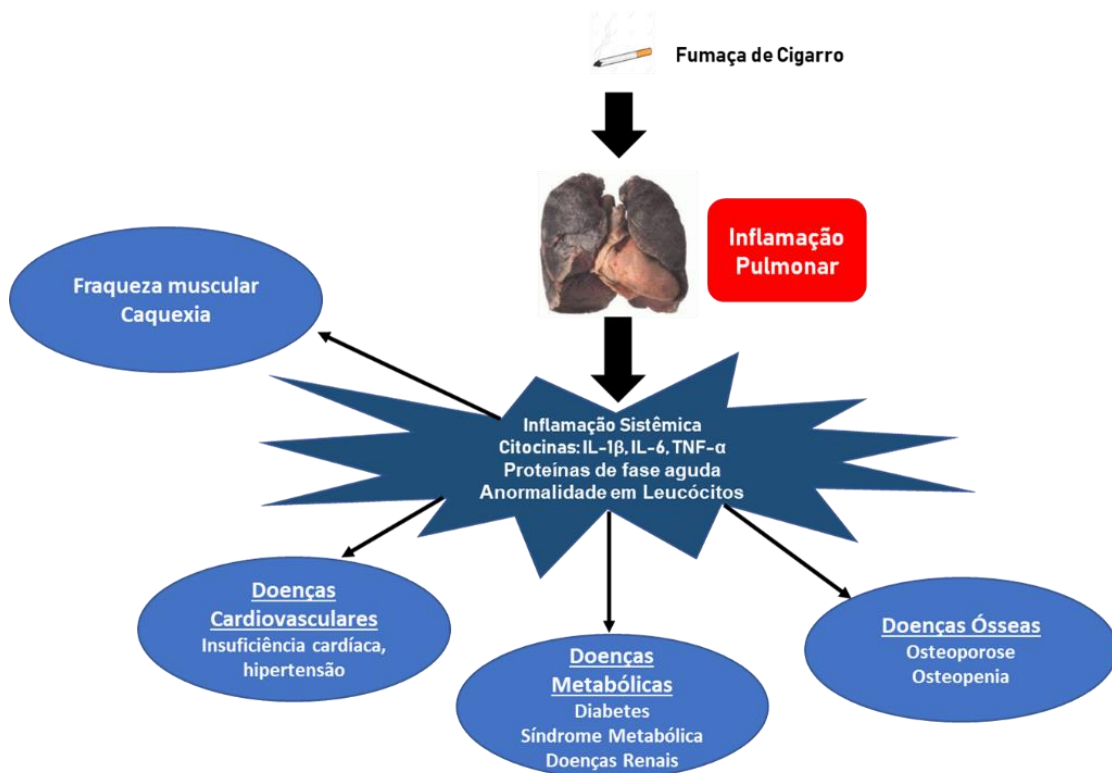 Fumaça de Cigarro
Inflamação
Pulmonar
Fraqueza muscular
Caquexia
Inflamação Sistêmica
Citocinas: IL-1β, IL-6, TNF-α
Proteínas de fase aguda
Anormalidade em Leucócitos
Doenças
Cardiovasculares
Insuficiência cardíaca,
hipertensão
Doenças
Metabólicas
Diabetes
Síndrome Metabólica
Doenças Renais
Doenças Ósseas
Osteoporose
Osteopenia